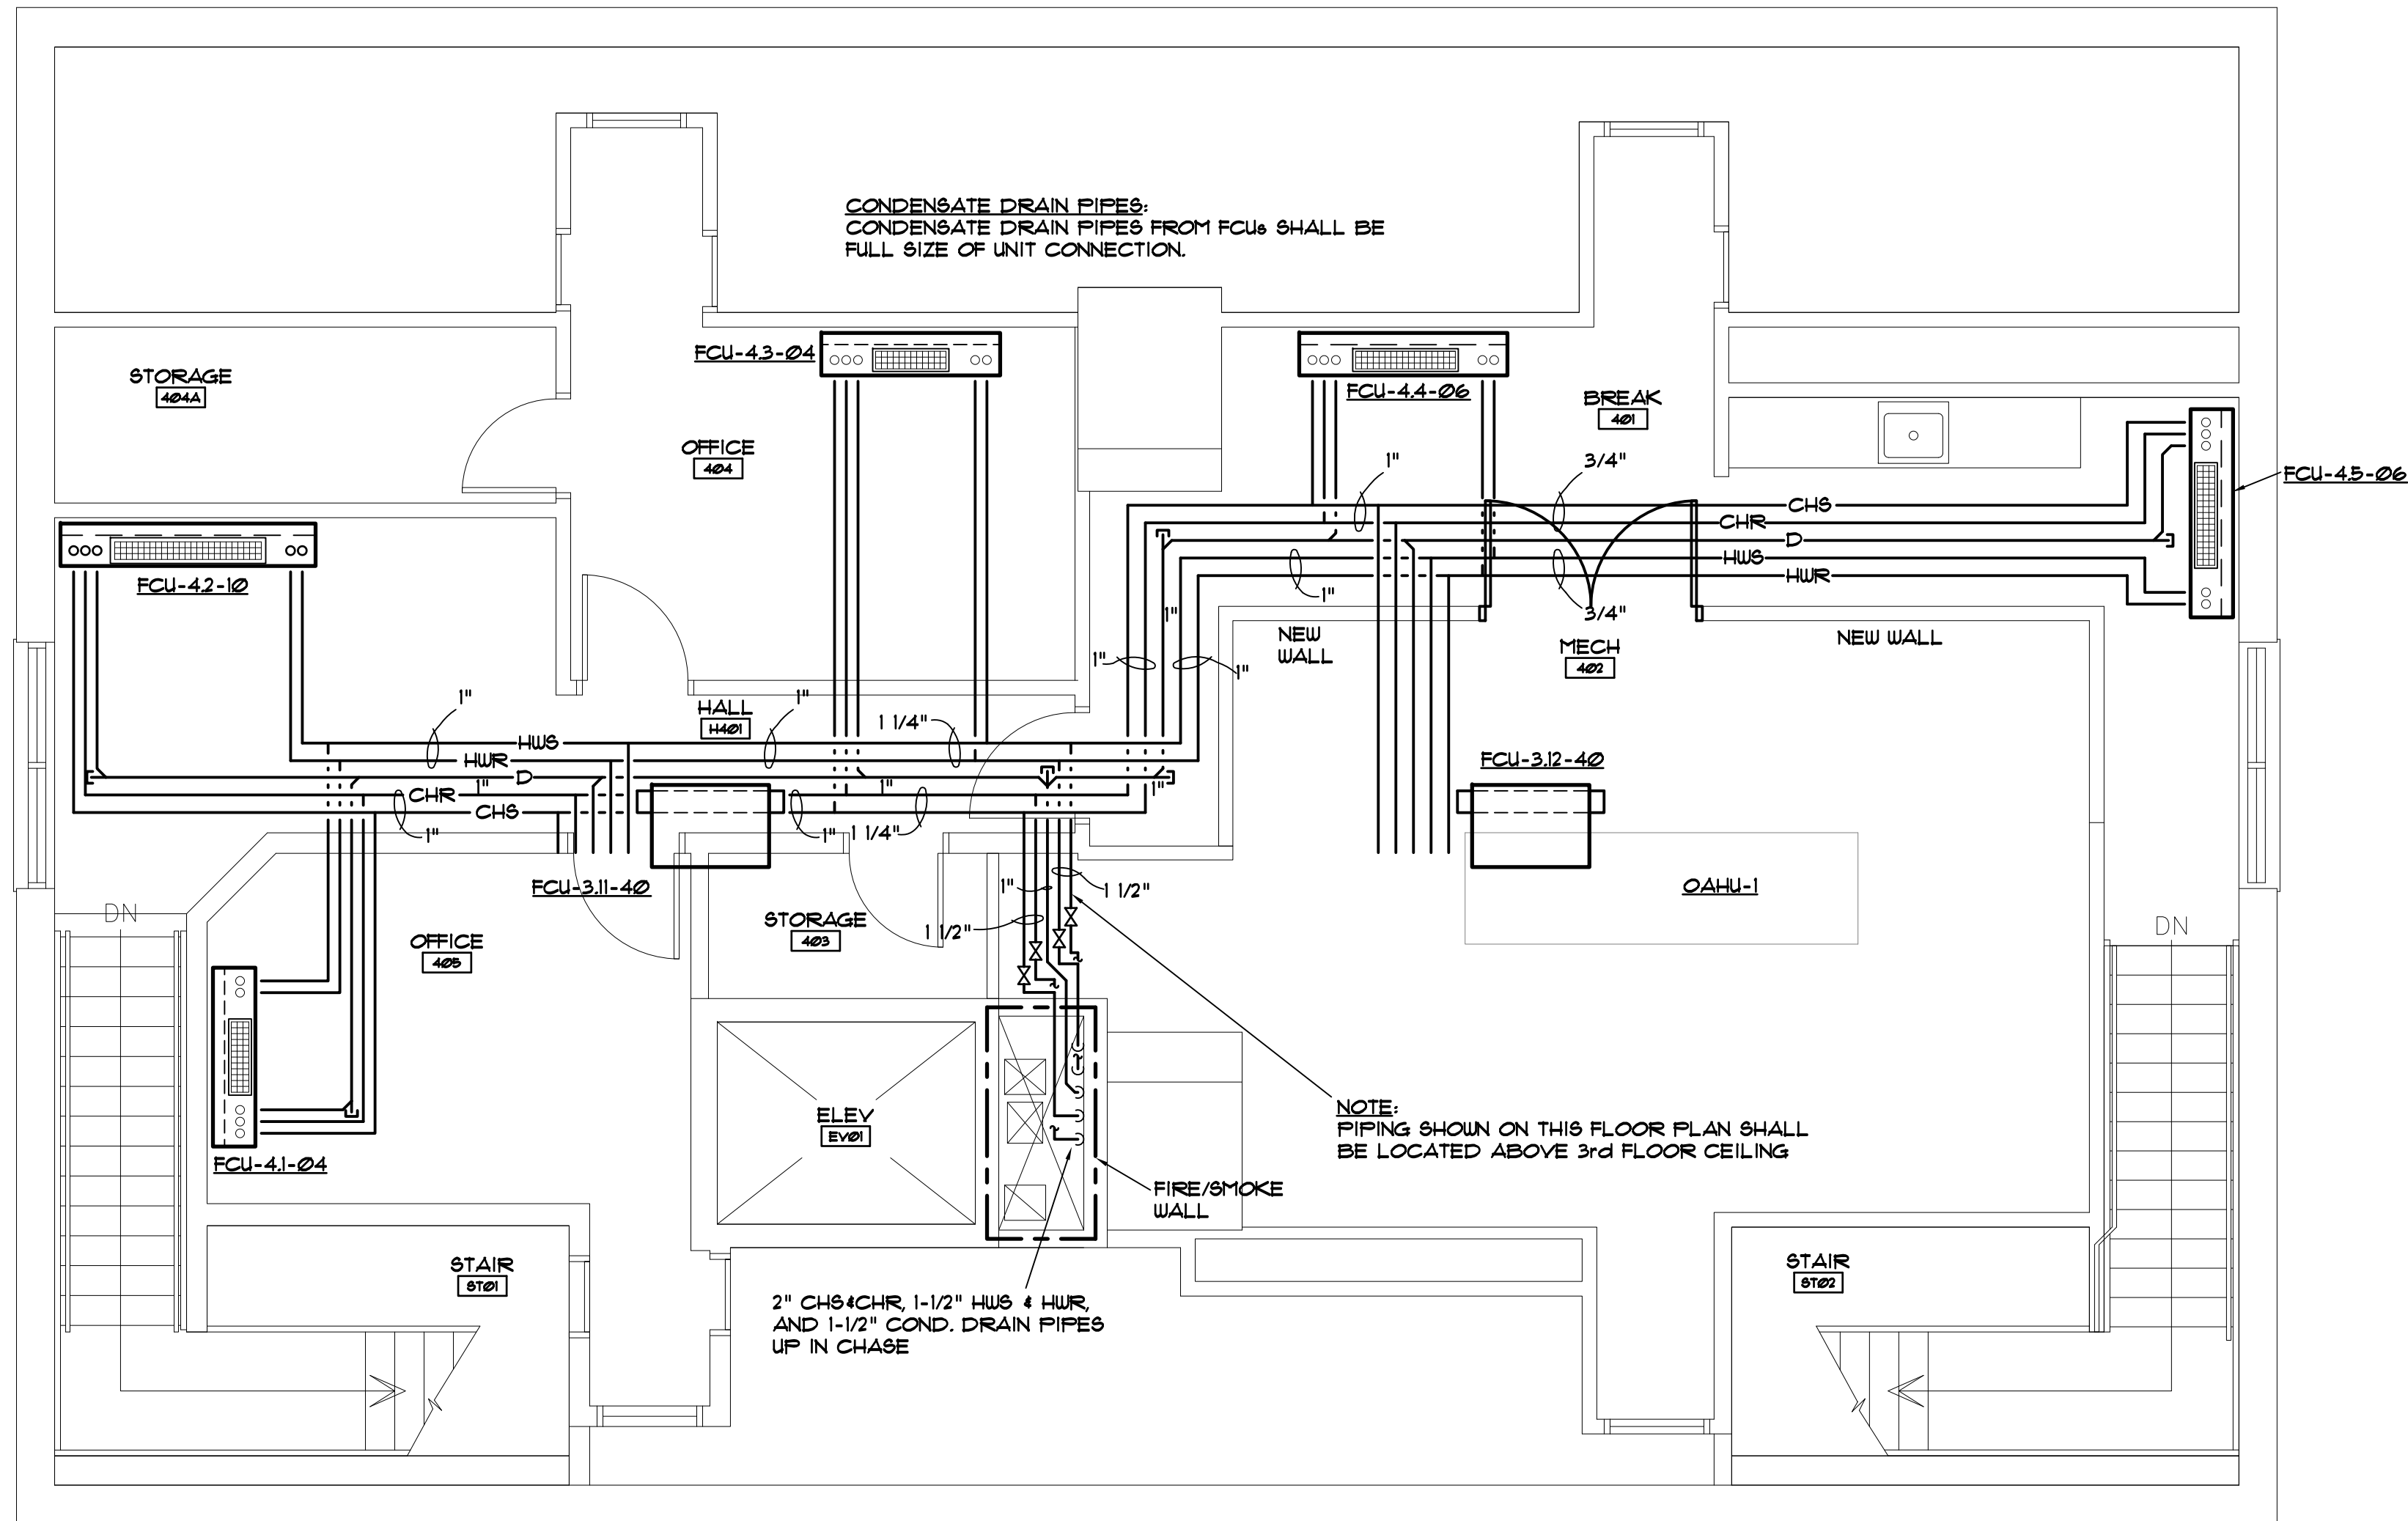 CONDENSATE DRAIN PIPES:
CONDENSATE DRAIN PIPES FROM FCUs SHALL BE
FULL SIZE OF UNIT CONNECTION.
FCU-4.3-04
STORAGE
404A
FCU-4.4-06
BREAK
401
OFFICE
404
1"
3/4"
FCU-4.5-06
CHS
CHR
D
HWS
HWR
FCU-4.2-10
1"
3/4"
1"
NEW
WALL
NEW WALL
MECH
402
1"
1"
1"
HALL
H401
1"
1 1/4"
HWS
HWR
D
CHR
1"
CHS
1"
1"
1"
1 1/4"
1"
FCU-3.12-40
FCU-3.11-40
1"
1 1/2"
OAHU-1
DN
STORAGE
403
1 1/2"
DN
OFFICE
405
ELEV
EV01
NOTE:
PIPING SHOWN ON THIS FLOOR PLAN SHALL
BE LOCATED ABOVE 3rd FLOOR CEILING
FCU-4.1-04
FIRE/SMOKE
WALL
STAIR
ST01
STAIR
ST02
2" CHS&CHR, 1-1/2" HWS & HWR,
AND 1-1/2" COND. DRAIN PIPES
UP IN CHASE